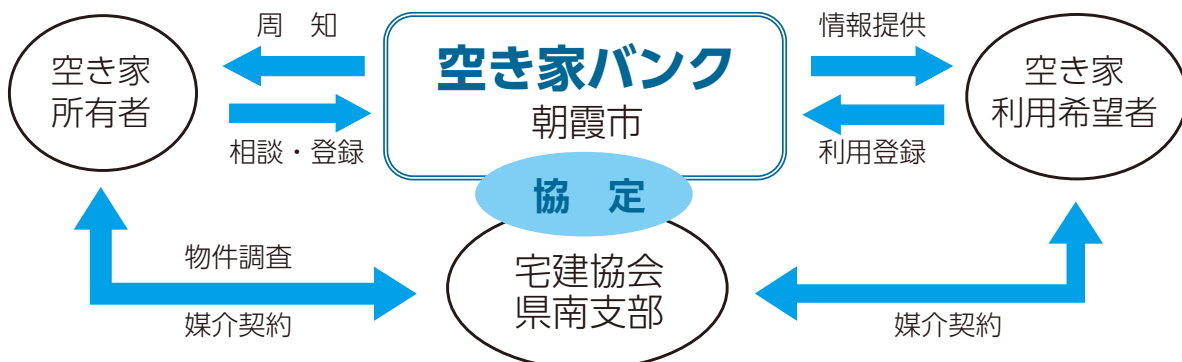 周　知
情報提供
空き家
所有者
空き家バンク
朝霞市
空き家
利用希望者
相談・登録
利用登録
協　定
物件調査
媒介契約
宅建協会
県南支部
媒介契約